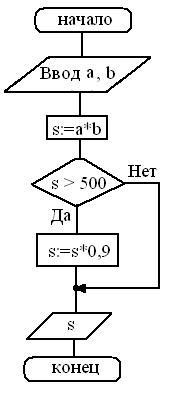 начало
Ввод a, b
s:=a*b
s > 500
Нет
Да
s:=s*0,9
s
конец